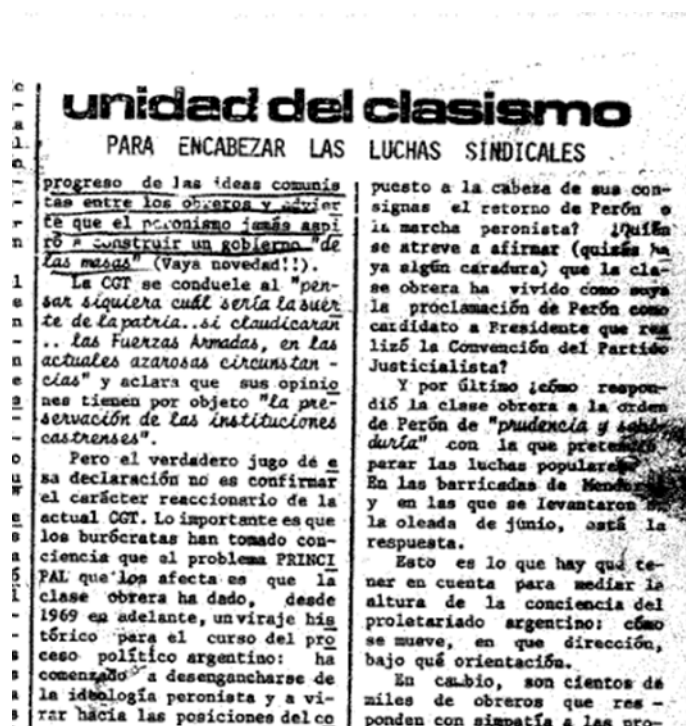 unidad del clasismo
PARA ENCABEZAR LAS LUCHAS SINDICALES
progreso de las ideas comunis
tas entre los obreros y advier
te que el peronismo jamás aspi
ró a construir un gobierno "de
las masas" (Vaya novedad!!).
La CGT se conduele al "pen-
sar siquiera cuál sería la suer
te de la patria..si claudicaran
.. las Fuerzas Armadas, en las
actuales azarosas circunstan -
cias" y aclara que sus opinio
nes tienen por objeto "la pre-
servación de las instituciones
castrenses".
Pero el verdadero jugo de e
sa declaración no es confirmar
el carácter reaccionario de la
actual CGT. Lo importante es que
los burócratas han tomado con-
ciencia que el problema PRINCI
PAL que los afecta es que la
clase obrera ha dado, desde
1969 en adelante, un viraje his
tórico para el curso del pro
ceso político argentino: ha
comenzado a desengancharse de
la ideología peronista y a vi-
rar hacia las posiciones del co
puesto a la cabeza de sus con-
signas el retorno de Perón o
la marcha peronista? ¿Quién
se atreve a afirmar (quizás ha
ya algún caradura) que la cla-
se obrera ha vivido como suya
la proclamación de Perón como
catdidato a Presidente que rea
lizó la Convención del Partido
Justicialista?
Y por último ¿cómo respon-
dió la clase obrera a la orden
de Perón de "prudencia y sabi-
duría" con la que pretendió
parar las luchas populares?
En las barricadas de Mendoza
y en las que se levantaron en
la oleada de junio, está la
respuesta.
Esto es lo que hay que te-
ner en cuenta para mediar la
altura de la conciencia del
proletariado argentino: cómo
se mueve, en que dirección,
bajo qué orientación.
En cambio, son cientos de
miles de obreros que res -
ponden con simpatía a las pro-